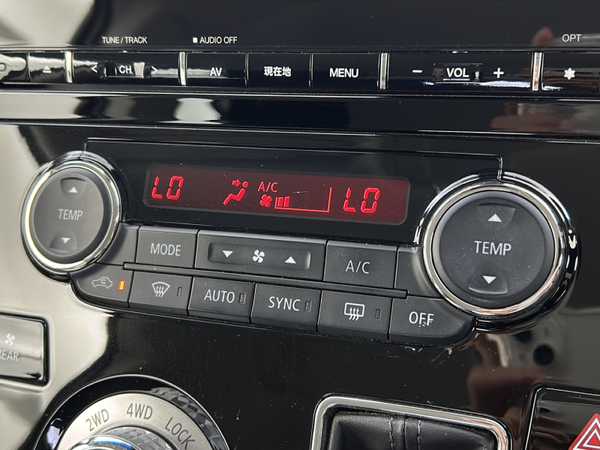 TUNE / TRACK
AUDIO OFF
OPT
CH
AV
現在地
MENU
VOL
LO
A/C
LO
TEMP
TEMP
MODE
A/C
AUTO
SYNC
OFF
REAR
2WD
4WD
LOCK